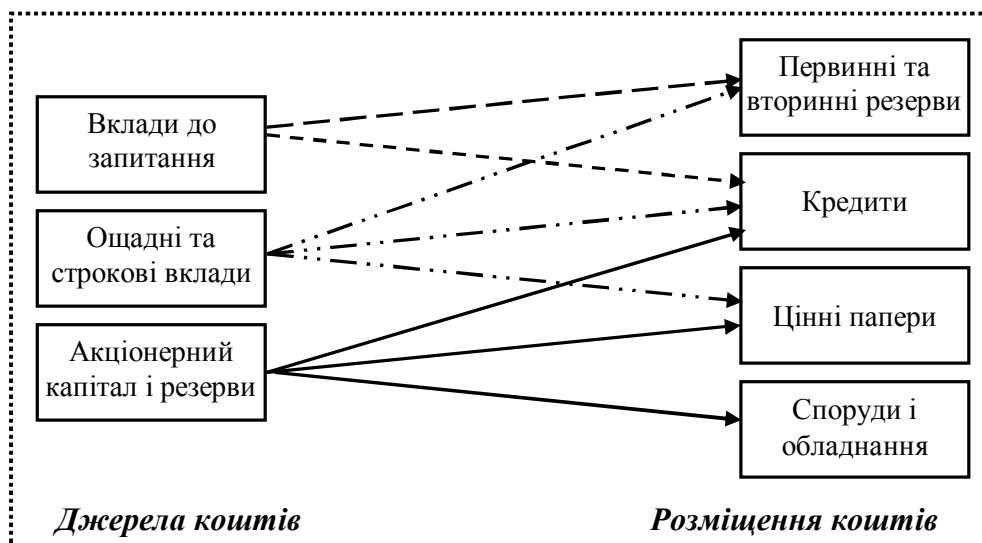 Вклади до
запитання
Ощадні та
строкові вклади
Акціонерний
капітал і резерви
Джерела коштів
Первинні та
вторинні резерви
Кредити
Цінні папери
Споруди і
обладнання
Розміщення коштів